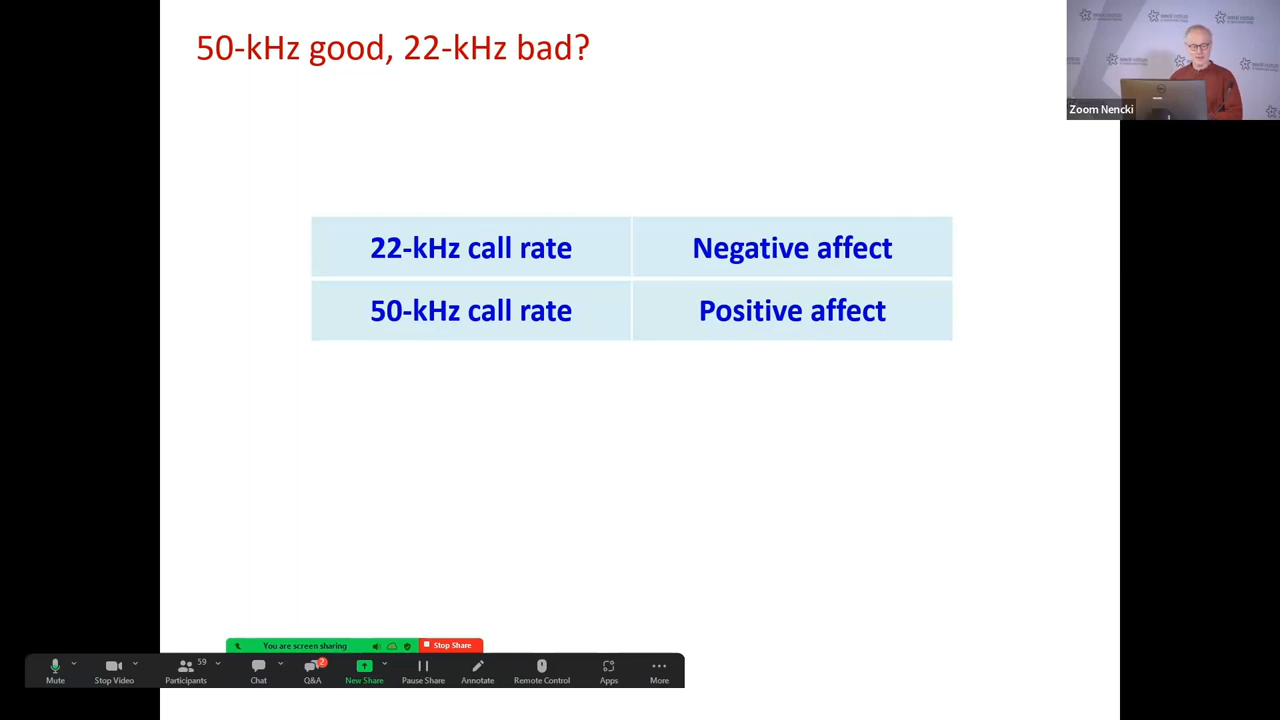 50-kHz good, 22-kHz bad?
Zoom Nencki
22-kHz call rate Negative affect
50-kHz call rate Positive affect
You are screen sharing Stop Share
59
2
Mute Stop Video Participants Chat Q&A New Share Pause Share Annotate Remote Control Apps More